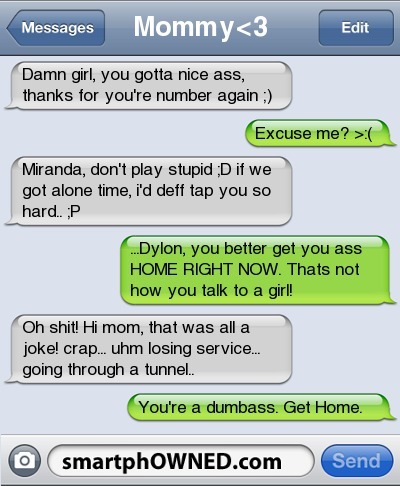 Messages
Mommy<3
Edit
Damn girl, you gotta nice ass,
thanks for you're number again ;)
Excuse me? >:(
Miranda, don't play stupid ;D if we
got alone time, i'd deff tap you so
hard.. ;P
...Dylon, you better get you ass
HOME RIGHT NOW. Thats not
how you talk to a girl!
Oh shit! Hi mom, that was all a
joke! crap... uhm losing service...
going through a tunnel..
You're a dumbass. Get Home.
smartphOWNED.com
Send